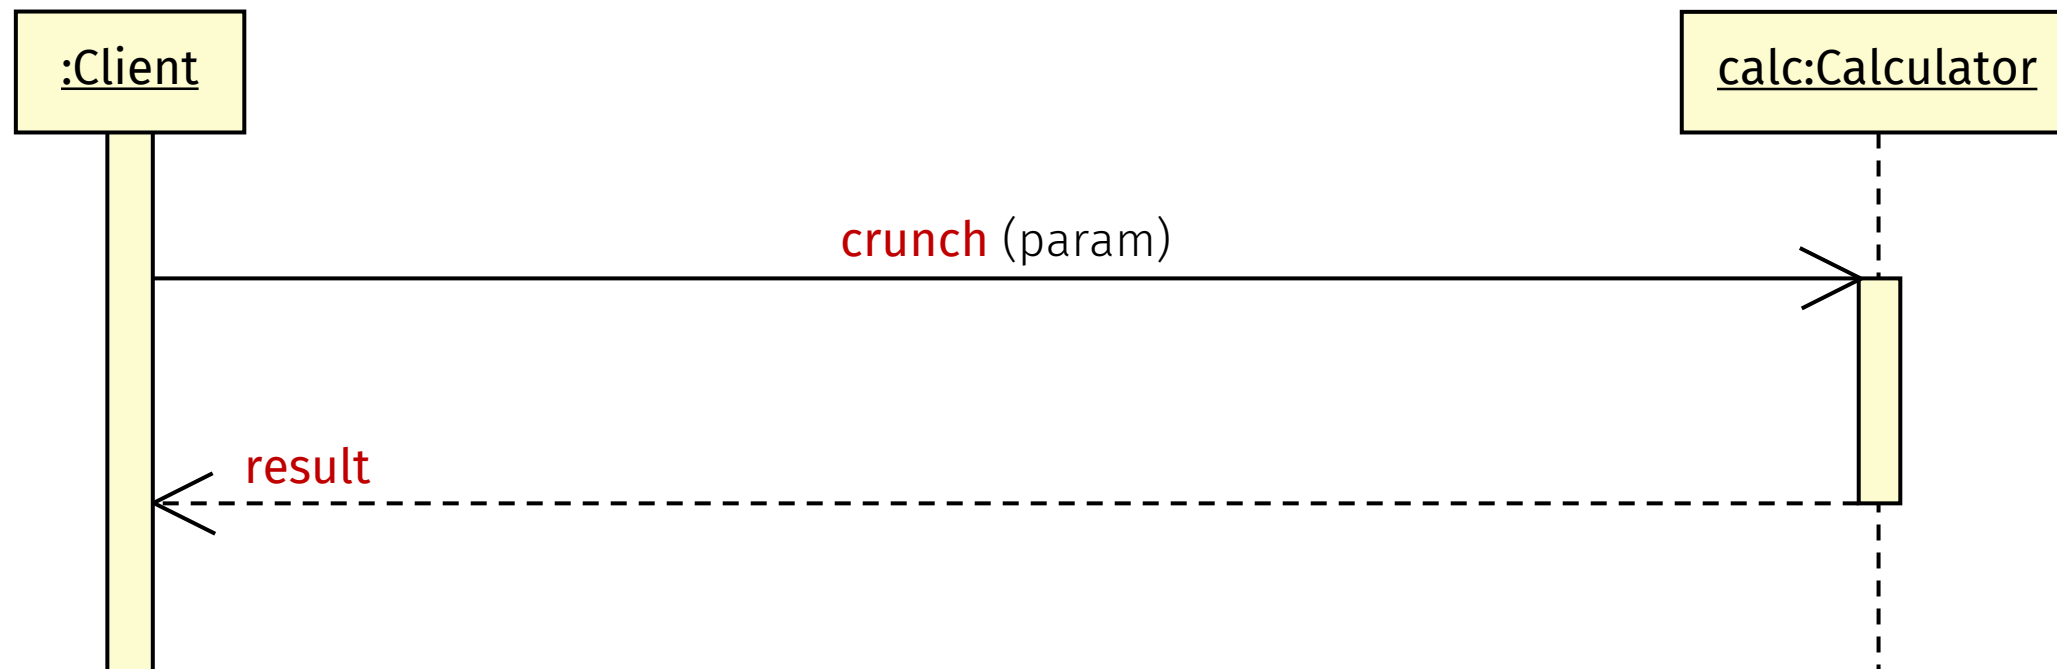 :Client
calc:Calculator
crunch (param)
result